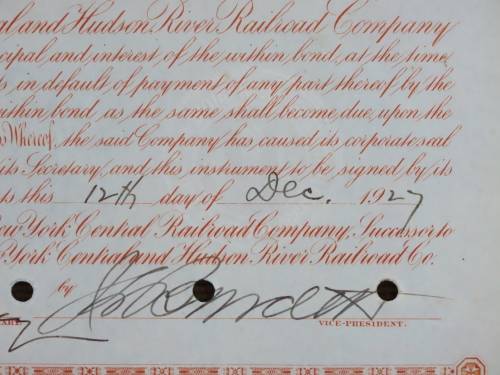 al and Hudson River Railroad Company
cipal and interest of the within bond, at the time
s in default of payment of any part thereof by the
within bond, as the same shall become due, upon the
s Whereof, the said Company has caused its corporate seal
its Secretary, and this instrument to be signed by its
ts this 12th day of Dec. 1927
New York Central Railroad Company, Successor to
York Central and Hudson River Railroad Co.
by
VICE-PRESIDENT.